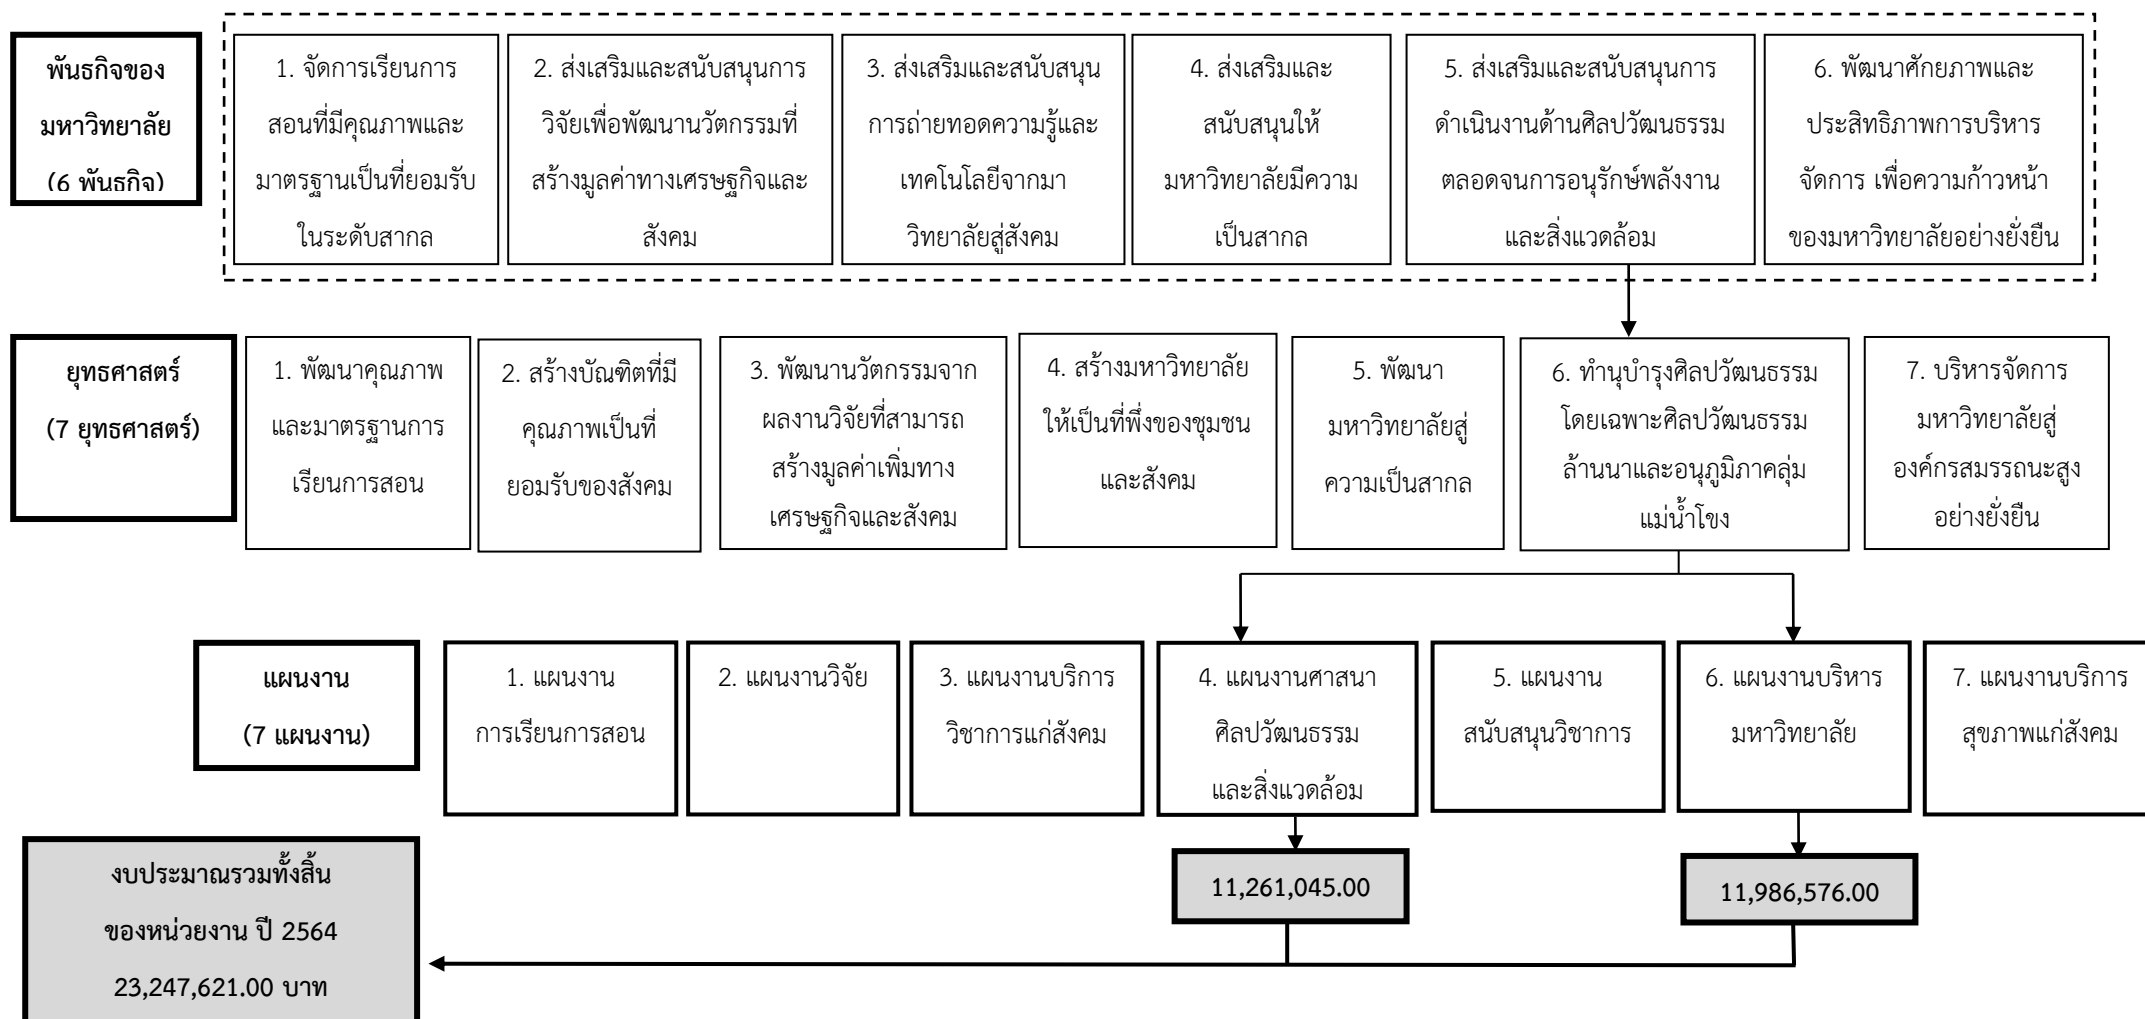 พันธกิจของ
มหาวิทยาลัย
(6 พันธกิจ)
1. จัดการเรียนการ
สอนที่มีคุณภาพและ
มาตรฐานเป็นที่ยอมรับ
ในระดับสากล
2. ส่งเสริมและสนับสนุนการ
วิจัยเพื่อพัฒนานวัตกรรมที่
สร้างมูลค่าทางเศรษฐกิจและ
สังคม
3. ส่งเสริมและสนับสนุน
การถ่ายทอดความรู้และ
เทคโนโลยีจากมา
วิทยาลัยสู่สังคม
4. ส่งเสริมและ
สนับสนุนให้
มหาวิทยาลัยมีความ
เป็นสากล
5. ส่งเสริมและสนับสนุนการ
ดำเนินงานด้านศิลปวัฒนธรรม
ตลอดจนการอนุรักษ์พลังงาน
และสิ่งแวดล้อม
6. พัฒนาศักยภาพและ
ประสิทธิภาพการบริหาร
จัดการ เพื่อความก้าวหน้า
ของมหาวิทยาลัยอย่างยั่งยืน
ยุทธศาสตร์
(7 ยุทธศาสตร์)
1. พัฒนาคุณภาพ
และมาตรฐานการ
เรียนการสอน
2. สร้างบัณฑิตที่มี
คุณภาพเป็นที่
ยอมรับของสังคม
3. พัฒนานวัตกรรมจาก
ผลงานวิจัยที่สามารถ
สร้างมูลค่าเพิ่มทาง
เศรษฐกิจและสังคม
4. สร้างมหาวิทยาลัย
ให้เป็นที่พึ่งของชุมชน
และสังคม
5. พัฒนา
มหาวิทยาลัยสู่
ความเป็นสากล
6. ทำนุบำรุงศิลปวัฒนธรรม
โดยเฉพาะศิลปวัฒนธรรม
ล้านนาและอนุภูมิภาคลุ่ม
แม่น้ำโขง
7. บริหารจัดการ
มหาวิทยาลัยสู่
องค์กรสมรรถนะสูง
อย่างยั่งยืน
แผนงาน
(7 แผนงาน)
1. แผนงาน
การเรียนการสอน
2. แผนงานวิจัย
3. แผนงานบริการ
วิชาการแก่สังคม
4. แผนงานศาสนา
ศิลปวัฒนธรรม
และสิ่งแวดล้อม
5. แผนงาน
สนับสนุนวิชาการ
6. แผนงานบริหาร
มหาวิทยาลัย
7. แผนงานบริการ
สุขภาพแก่สังคม
งบประมาณรวมทั้งสิ้น
ของหน่วยงาน ปี 2564
23,247,621.00 บาท
11,261,045.00
11,986,576.00